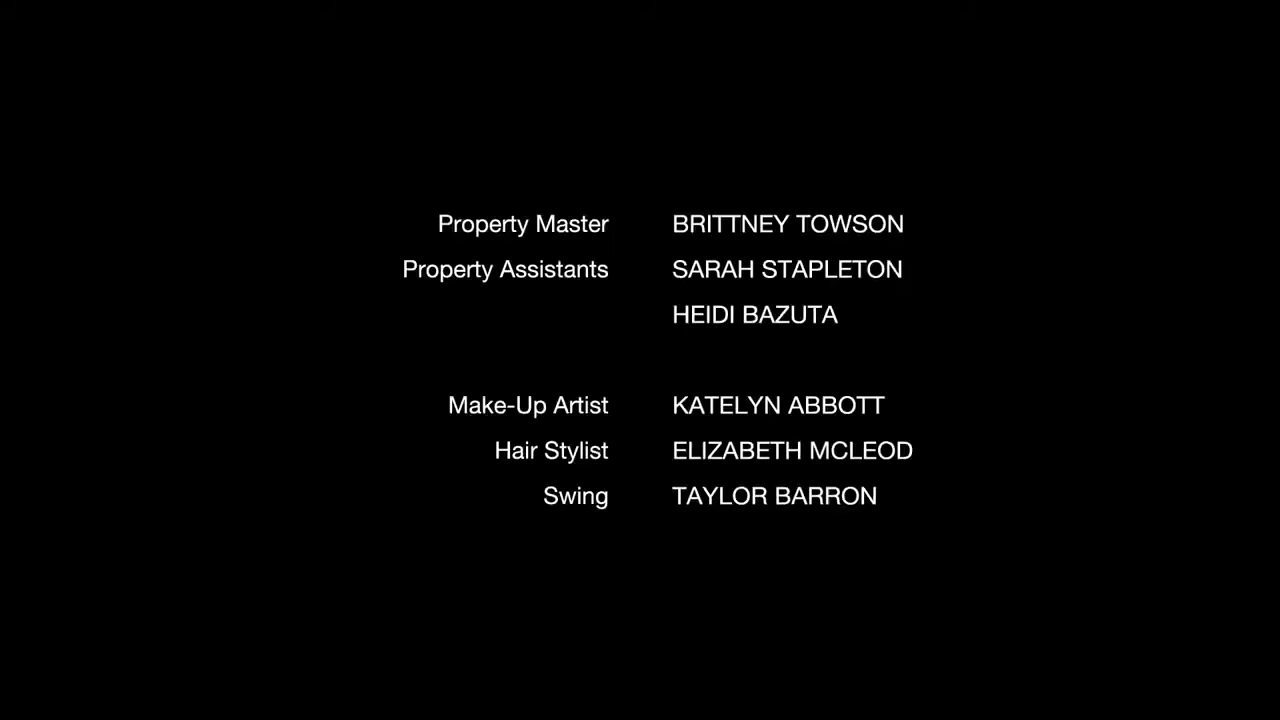 Property Master BRITTNEY TOWSON
Property Assistants SARAH STAPLETON
HEIDI BAZUTA
Make-Up Artist KATELYN ABBOTT
Hair Stylist ELIZABETH MCLEOD
Swing TAYLOR BARRON